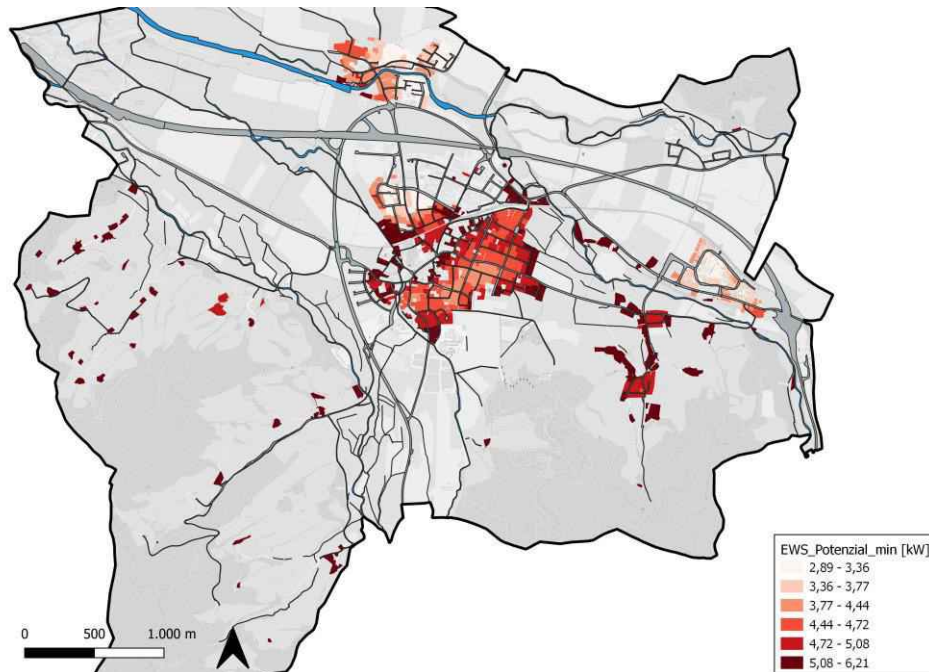 EWS_Potenzial_min [kW]
2,89 - 3,36
3,36 - 3,77
3,77 - 4,44
4,44 - 4,72
4,72 - 5,08
5,08 - 6,21
0 500 1.000 m